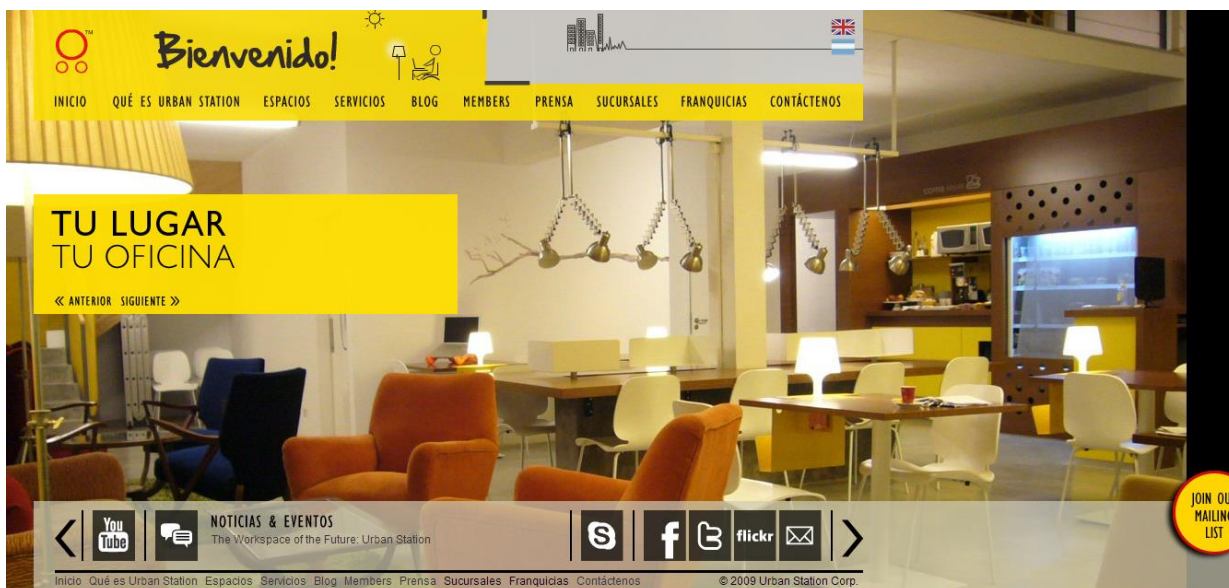 TM
Bienvenido!
INICIO QUÉ ES URBAN STATION ESPACIOS SERVICIOS BLOG MEMBERS PRENSA SUCURSALES FRANQUICIAS CONTÁCTENOS
TU LUGAR
TU OFICINA
« ANTERIOR SIGUIENTE »
You
Tube
NOTICIAS & EVENTOS
The Workspace of the Future: Urban Station
flickr
JOIN OU
MAILING
LIST
Inicio Qué es Urban Station Espacios Servicios Blog Members Prensa Sucursales Franquicias Contáctenos
© 2009 Urban Station Corp.